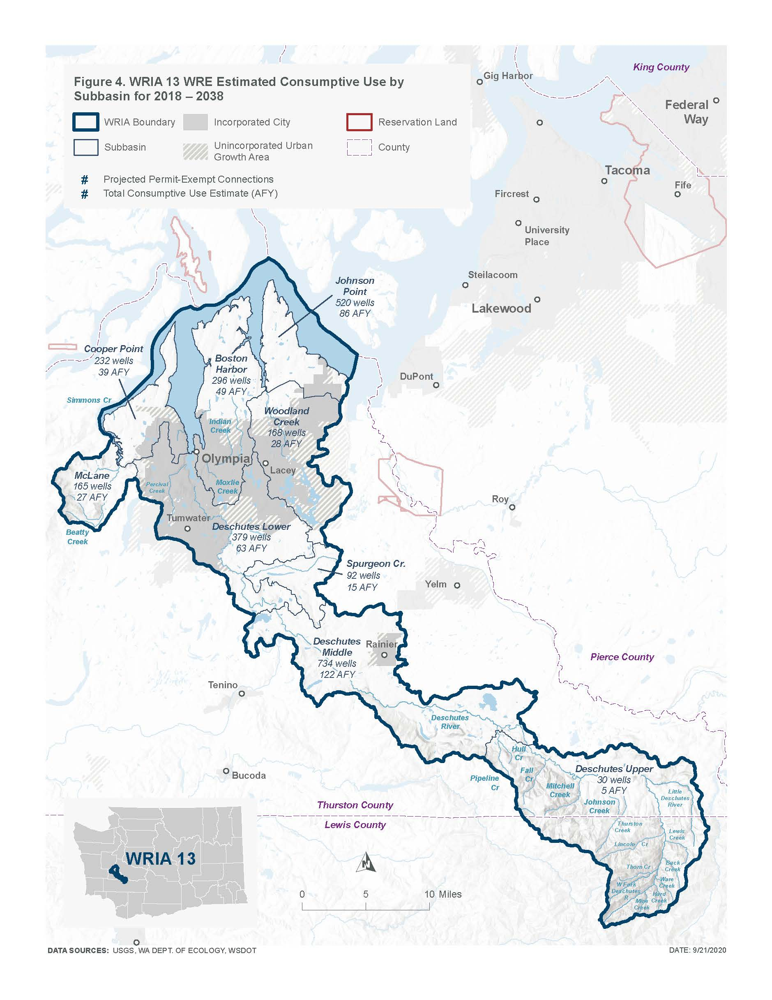 Figure 4. WRIA 13 WRE Estimated Consumptive Use by
Subbasin for 2018 – 2038
WRIA Boundary
Incorporated City
Reservation Land
Subbasin
Unincorporated Urban
Growth Area
County
# Projected Permit-Exempt Connections
# Total Consumptive Use Estimate (AFY)
King County
Gig Harbor
Federal
Way
Tacoma
Fife
Fircrest
University
Place
Steilacoom
Lakewood
Johnson
Point
520 wells
86 AFY
Cooper Point
232 wells
39 AFY
Boston
Harbor
296 wells
49 AFY
DuPont
Simmons Cr
Woodland
Creek
168 wells
28 AFY
Indian
Creek
Olympia
Lacey
McLane
165 wells
27 AFY
Percival
Creek
Moxlie
Creek
Roy
Tumwater
Beatty
Creek
Deschutes Lower
379 wells
63 AFY
Spurgeon Cr.
92 wells
15 AFY
Yelm
Deschutes
Middle
734 wells
122 AFY
Rainier
Pierce County
Tenino
Deschutes
River
Hull
Cr
Fall
Cr
Pipeline
Cr
Mitchell
Creek
Deschutes Upper
30 wells
5 AFY
Johnson
Creek
Little
Deschutes
River
Bucoda
Thurston County
Lewis County
Thurston
Creek
Lewis
Creek
Lincoln Cr
Thorn Cr
Buck
Creek
Ware
Creek
W Fork
Deschutes
R
Hard
Creek
Mine
Creek
WRIA 13
N
0 5 10 Miles
DATA SOURCES: USGS, WA DEPT. OF ECOLOGY, WSDOT
DATE: 9/21/2020